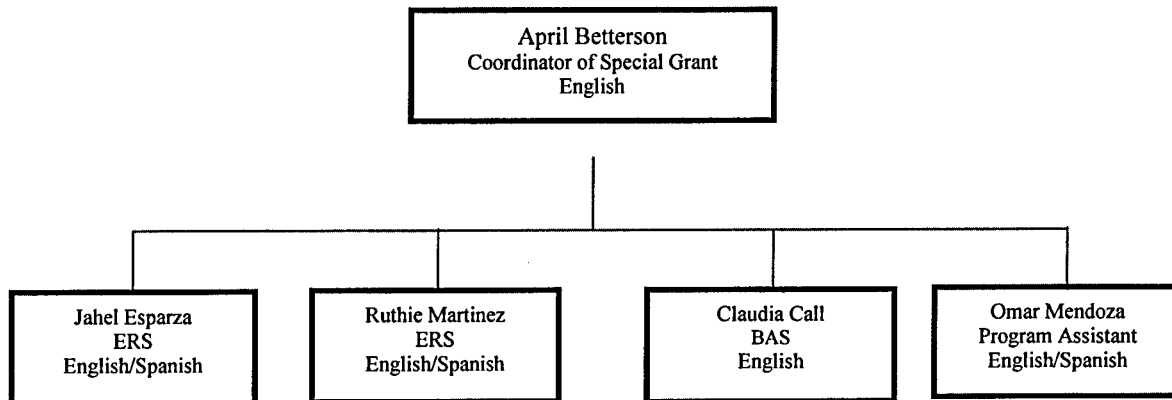 April Betterson
Coordinator of Special Grant
English
Jahel Esparza
ERS
English/Spanish
Ruthie Martinez
ERS
English/Spanish
Claudia Call
BAS
English
Omar Mendoza
Program Assistant
English/Spanish